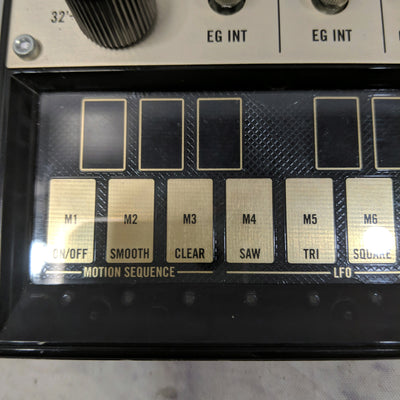 32'
EG INT EG INT
M1 M2 M3 M4 M5 M6
ON/OFF SMOOTH CLEAR SAW TRI SQUARE
MOTION SEQUENCE LFO